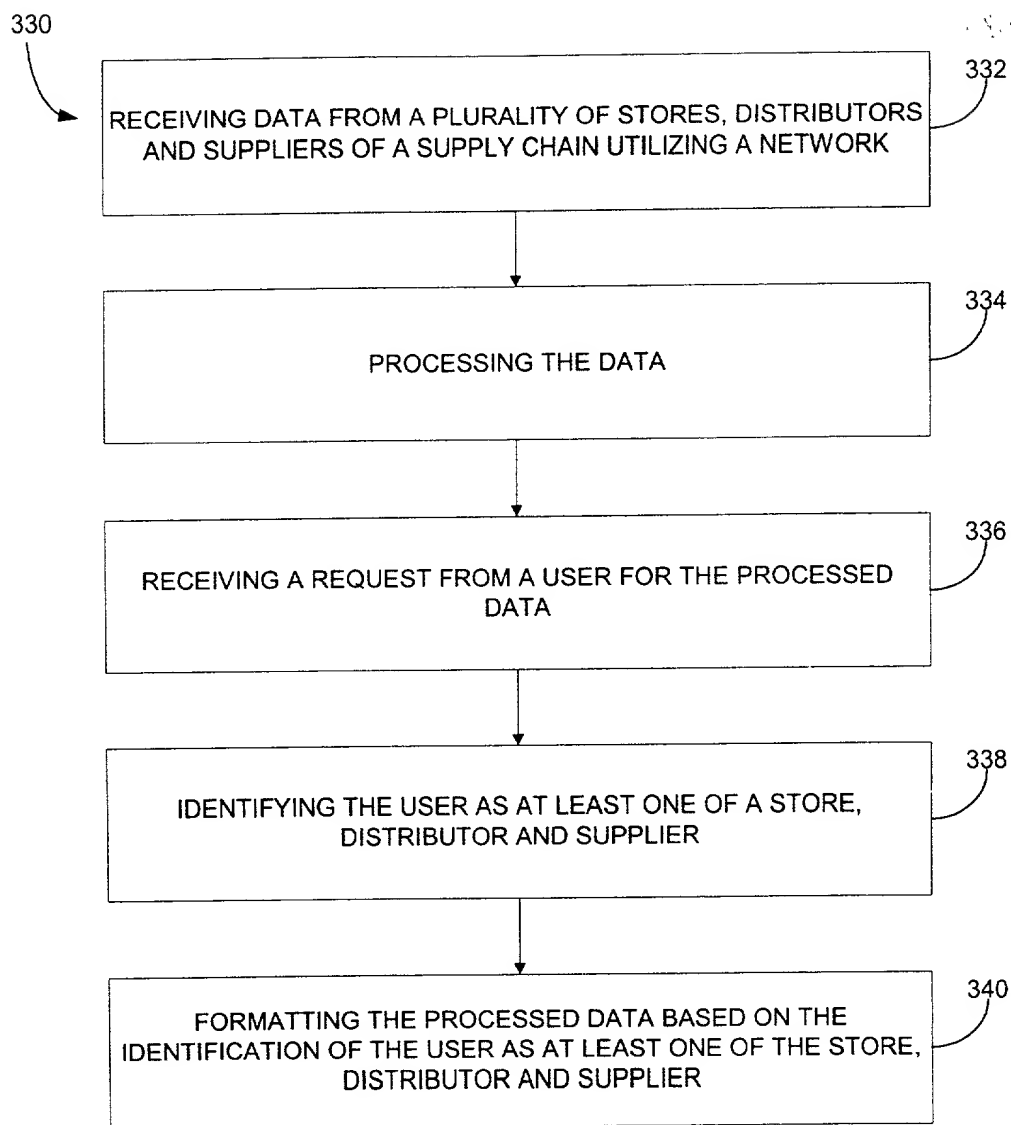 330
332
RECEIVING DATA FROM A PLURALITY OF STORES, DISTRIBUTORS
AND SUPPLIERS OF A SUPPLY CHAIN UTILIZING A NETWORK
334
PROCESSING THE DATA
336
RECEIVING A REQUEST FROM A USER FOR THE PROCESSED
DATA
338
IDENTIFYING THE USER AS AT LEAST ONE OF A STORE,
DISTRIBUTOR AND SUPPLIER
340
FORMATTING THE PROCESSED DATA BASED ON THE
IDENTIFICATION OF THE USER AS AT LEAST ONE OF THE STORE,
DISTRIBUTOR AND SUPPLIER